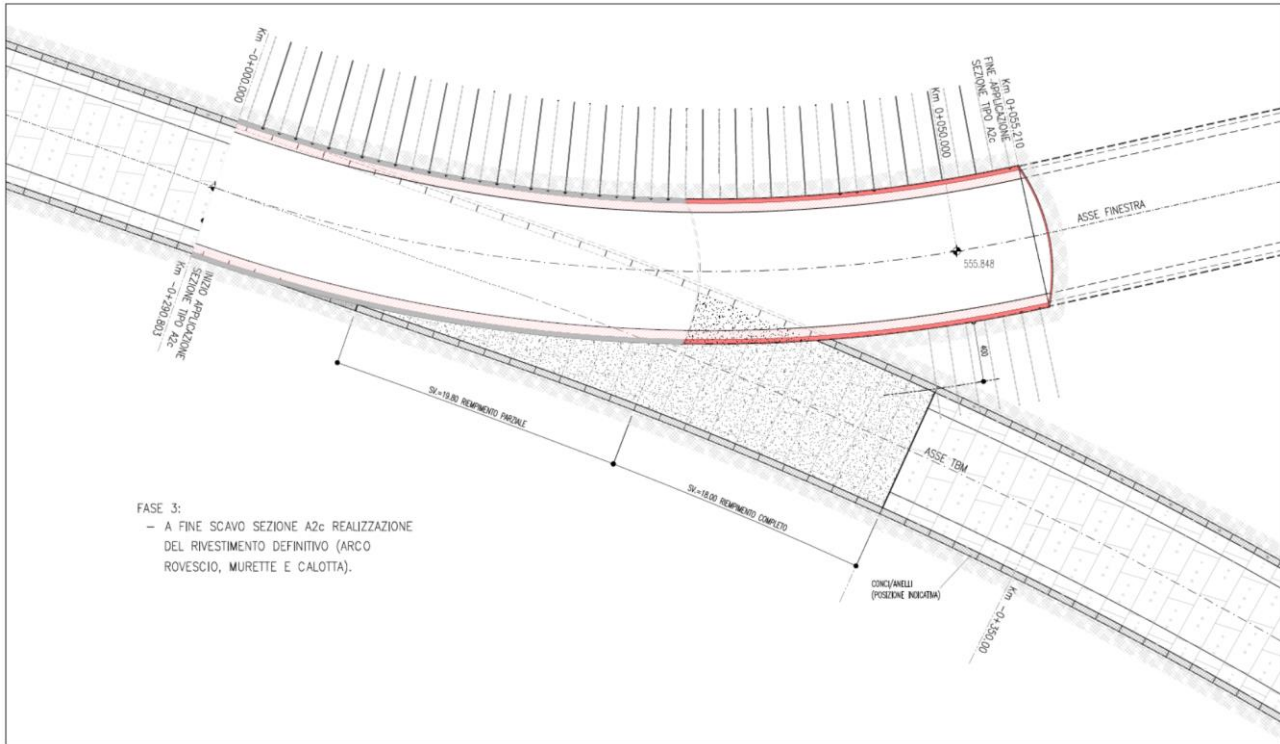 Km -0+000.000
Km 0+055.210
FINE APPLICAZIONE
SEZIONE TIPO A2c
Km 0+050.000
ASSE FINESTRA
555.848
INIZIO APPLICAZIONE
SEZIONE TIPO A2c
Km -0+290.803
400
SV.=19.80 RIEMPIMENTO PARZIALE
ASSE TBM
SV.=18.00 RIEMPIMENTO COMPLETO
FASE 3:
- A FINE SCAVO SEZIONE A2c REALIZZAZIONE
DEL RIVESTIMENTO DEFINITIVO (ARCO
ROVESCIO, MURETTE E CALOTTA).
CONCI/ANELLI
(POSIZIONE INDICATIVA)
Km -0+350.00